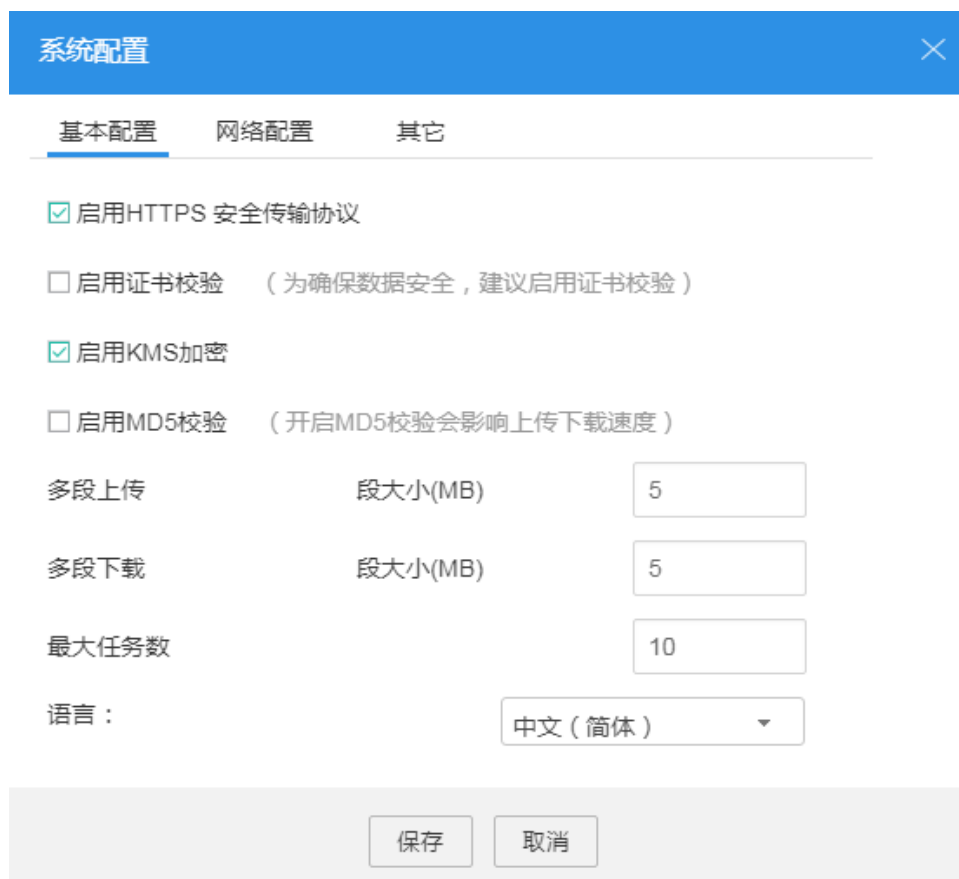 系统配置
基本配置 网络配置 其它
启用HTTPS 安全传输协议
启用证书校验 （为确保数据安全，建议启用证书校验）
启用KMS加密
启用MD5校验 （开启MD5校验会影响上传下载速度）
多段上传 段大小(MB) 5
多段下载 段大小(MB) 5
最大任务数 10
语言： 中文（简体）
保存 取消